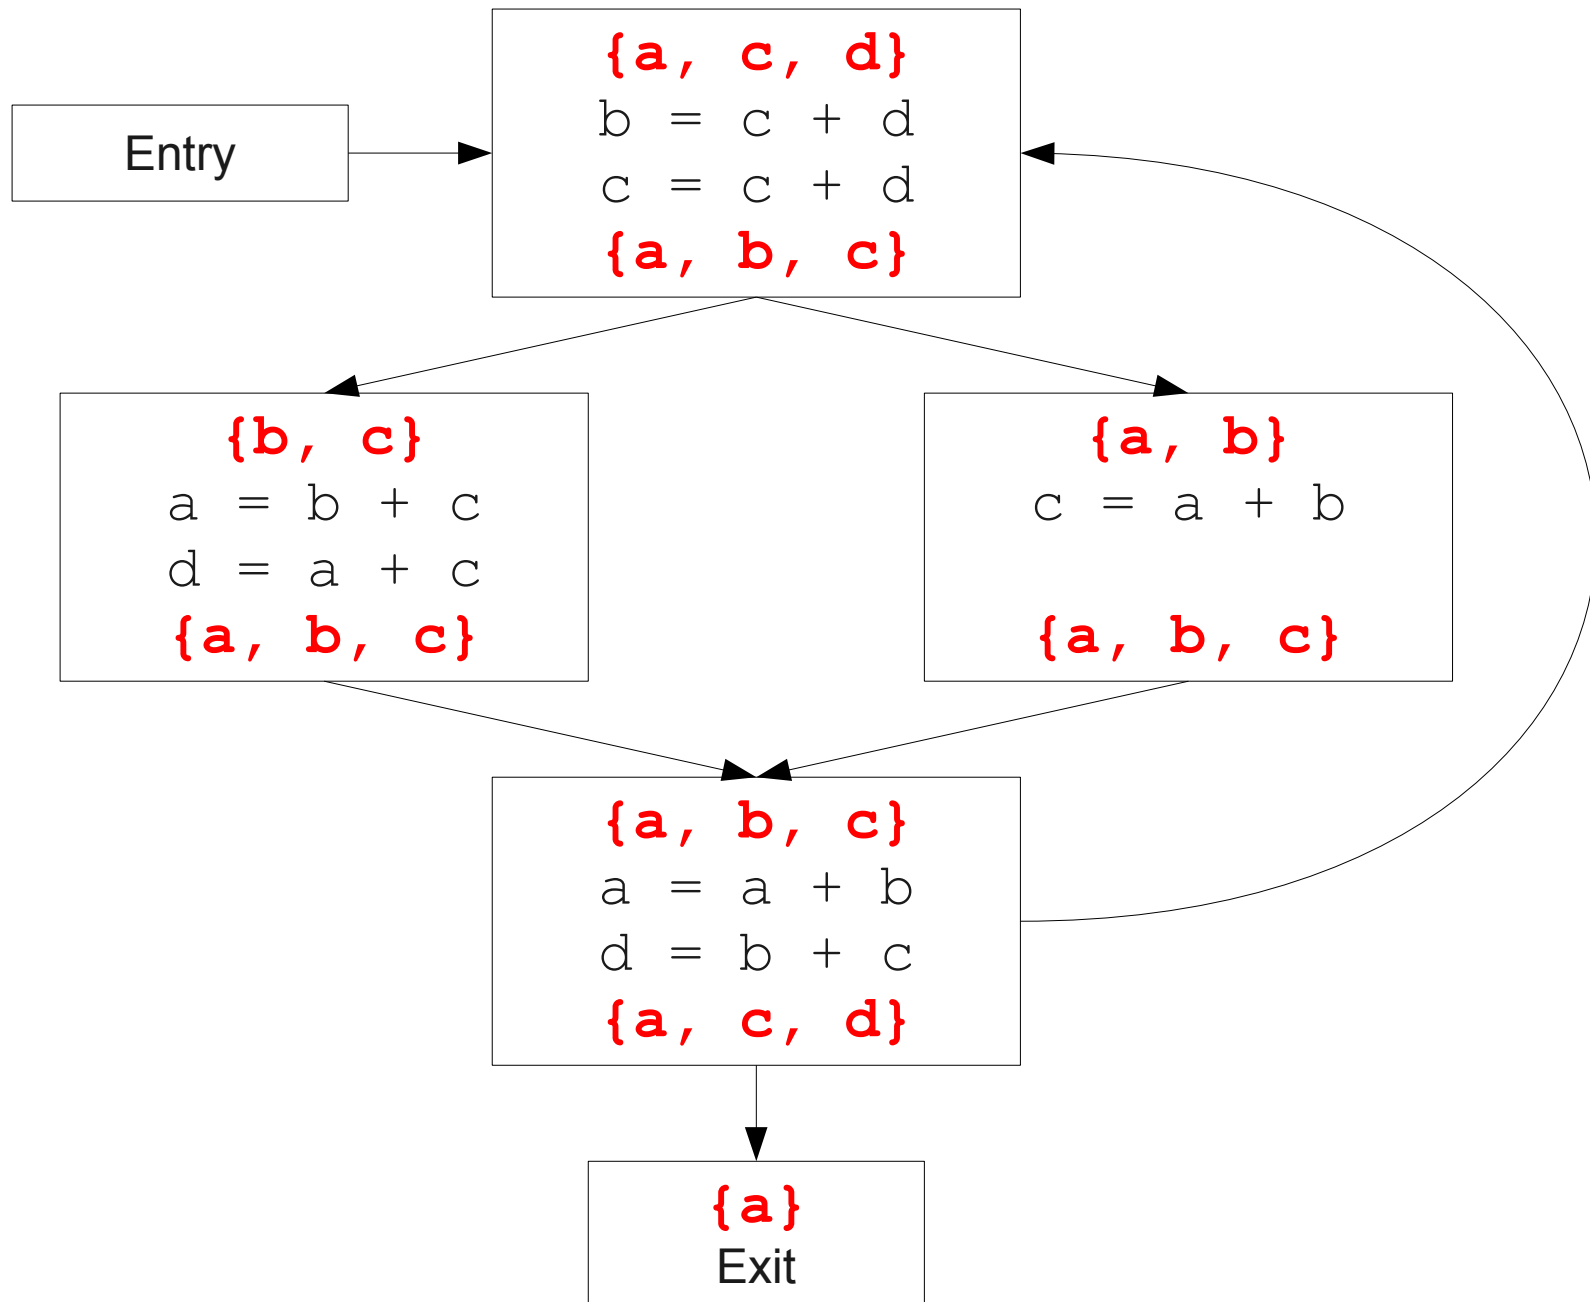 Entry
{a, c, d}
b = c + d
c = c + d
{a, b, c}
{b, c}
a = b + c
d = a + c
{a, b, c}
{a, b}
c = a + b
{a, b, c}
{a, b, c}
a = a + b
d = b + c
{a, c, d}
{a}
Exit